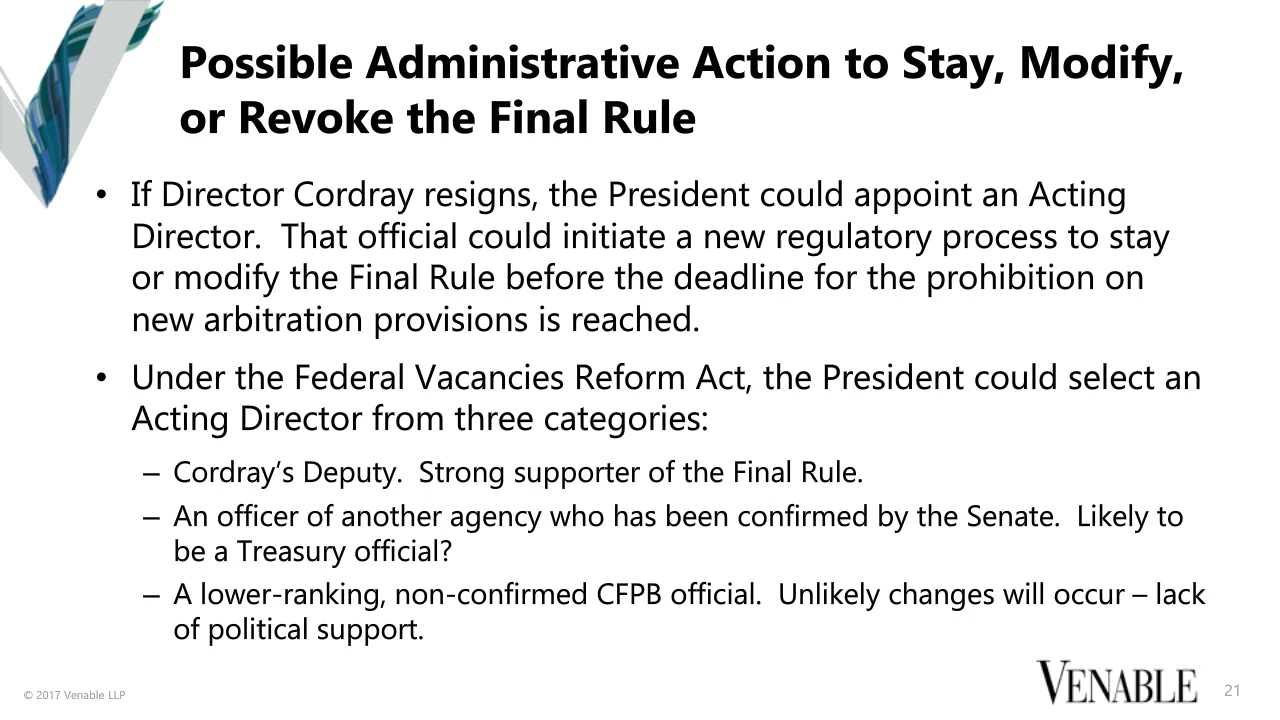 Possible Administrative Action to Stay, Modify,
or Revoke the Final Rule
• If Director Cordray resigns, the President could appoint an Acting
Director.  That official could initiate a new regulatory process to stay
or modify the Final Rule before the deadline for the prohibition on
new arbitration provisions is reached.
• Under the Federal Vacancies Reform Act, the President could select an
Acting Director from three categories:
– Cordray’s Deputy.  Strong supporter of the Final Rule.
– An officer of another agency who has been confirmed by the Senate.  Likely to
be a Treasury official?
– A lower-ranking, non-confirmed CFPB official.  Unlikely changes will occur – lack
of political support.
© 2017 Venable LLP
VENABLE
21